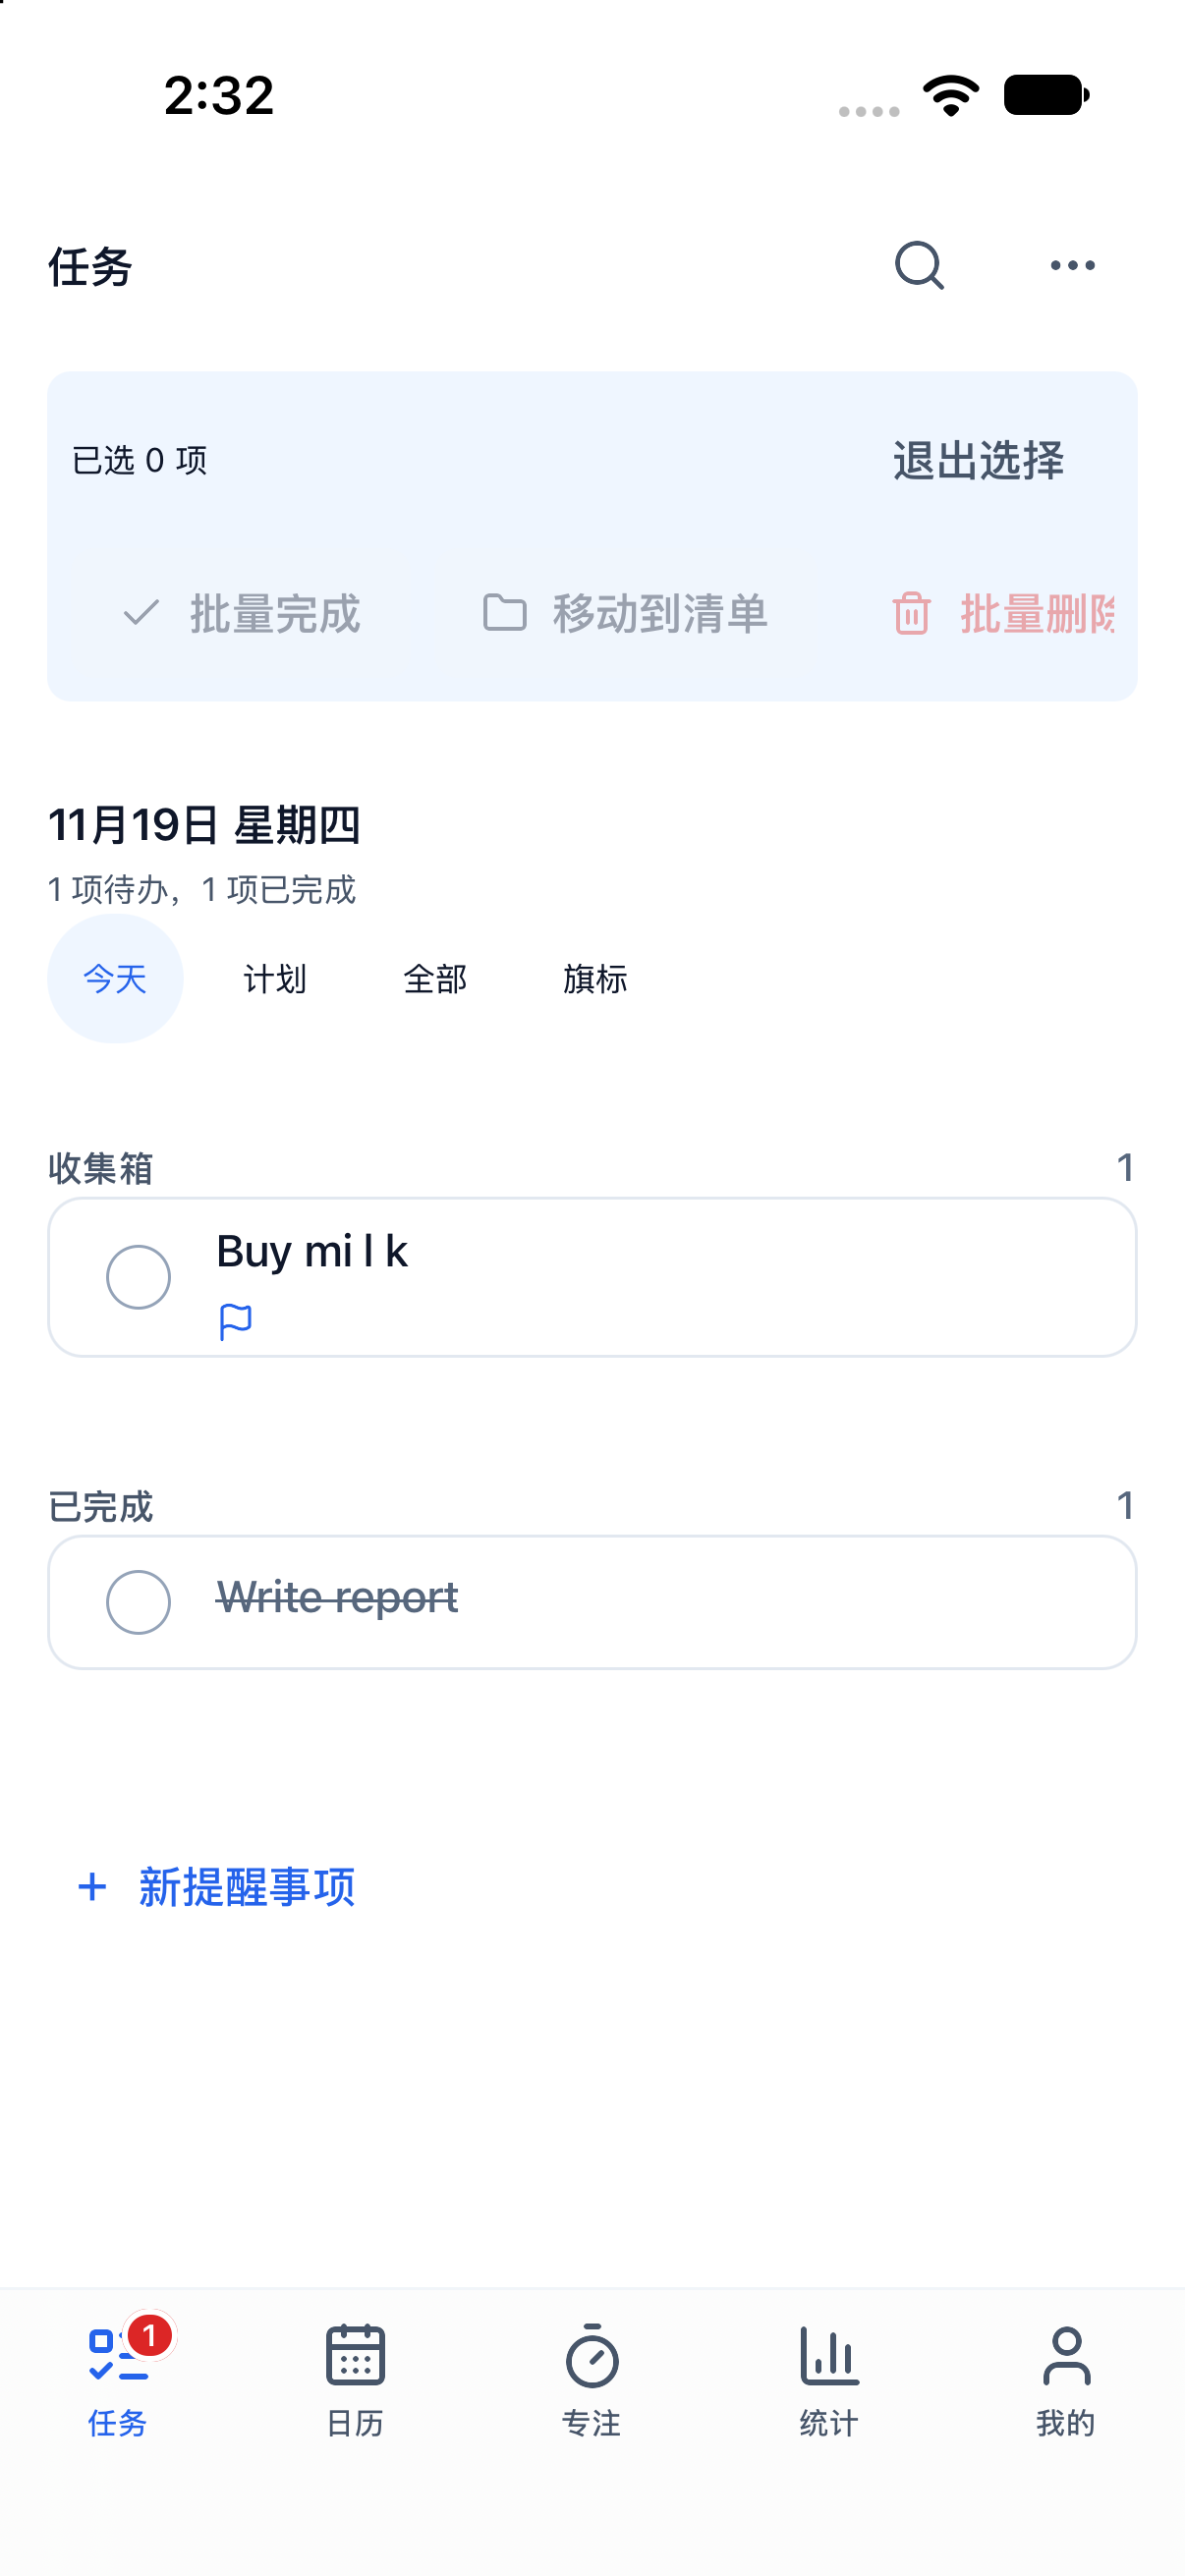 2:32
任务
已选 0 项
退出选择
批量完成
移动到清单
批量删除
11月19日 星期四
1 项待办，1 项已完成
今天
计划
全部
旗标
收集箱
1
Buy mi l k
已完成
1
Write report
+ 新提醒事项
1
任务
日历
专注
统计
我的